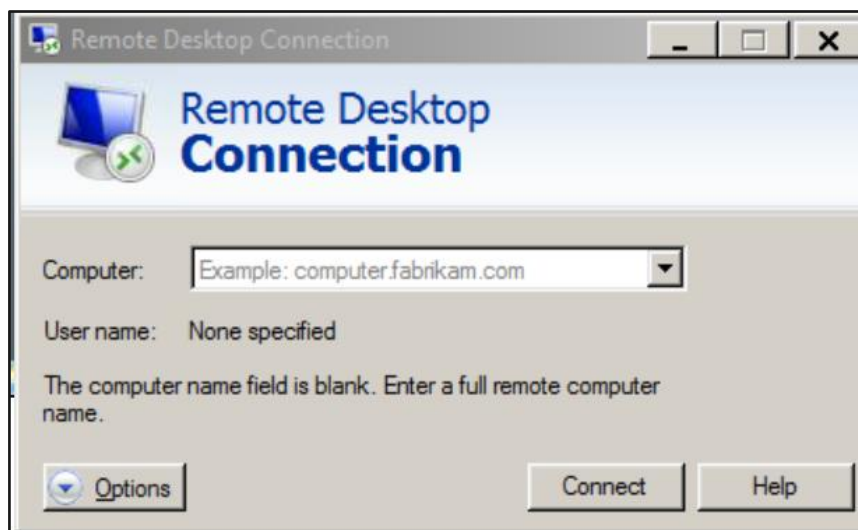 Remote Desktop Connection
Remote Desktop
Connection
Computer: Example: computer.fabrikam.com
User name: None specified
The computer name field is blank. Enter a full remote computer
name.
Options Connect Help